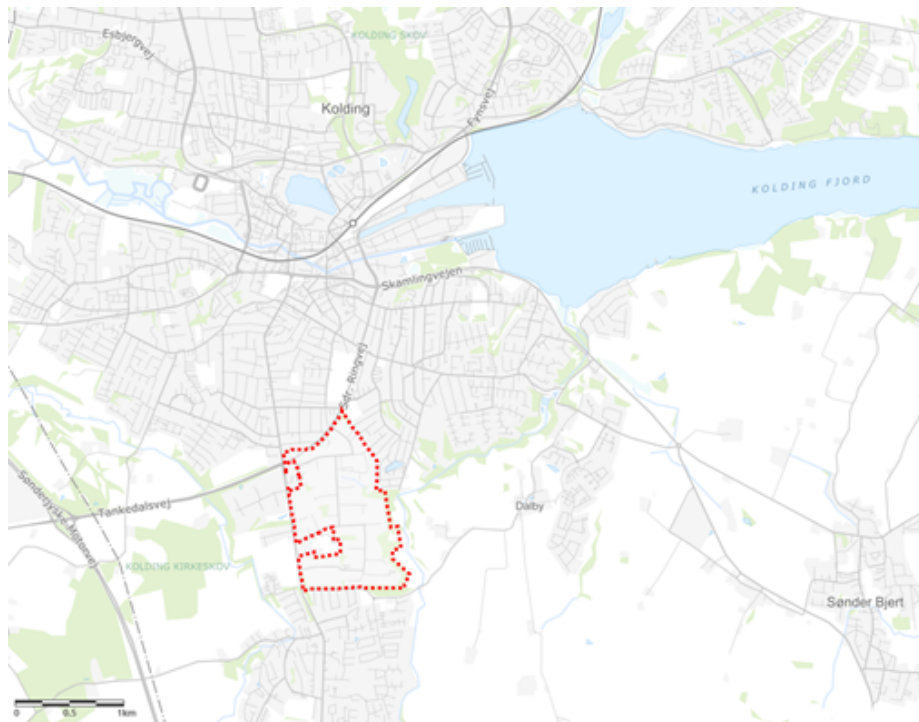 Esbjergvej
KOLDING SKOV
Kolding
Fynsvej
KOLDING FJORD
Skamlingvejen
Sdr. Ringvej
Sønderjyske Motorvej
Tankedalsvej
Dalby
KOLDING KIRKESKOV
Sønder Bjert
0 0,5 1km